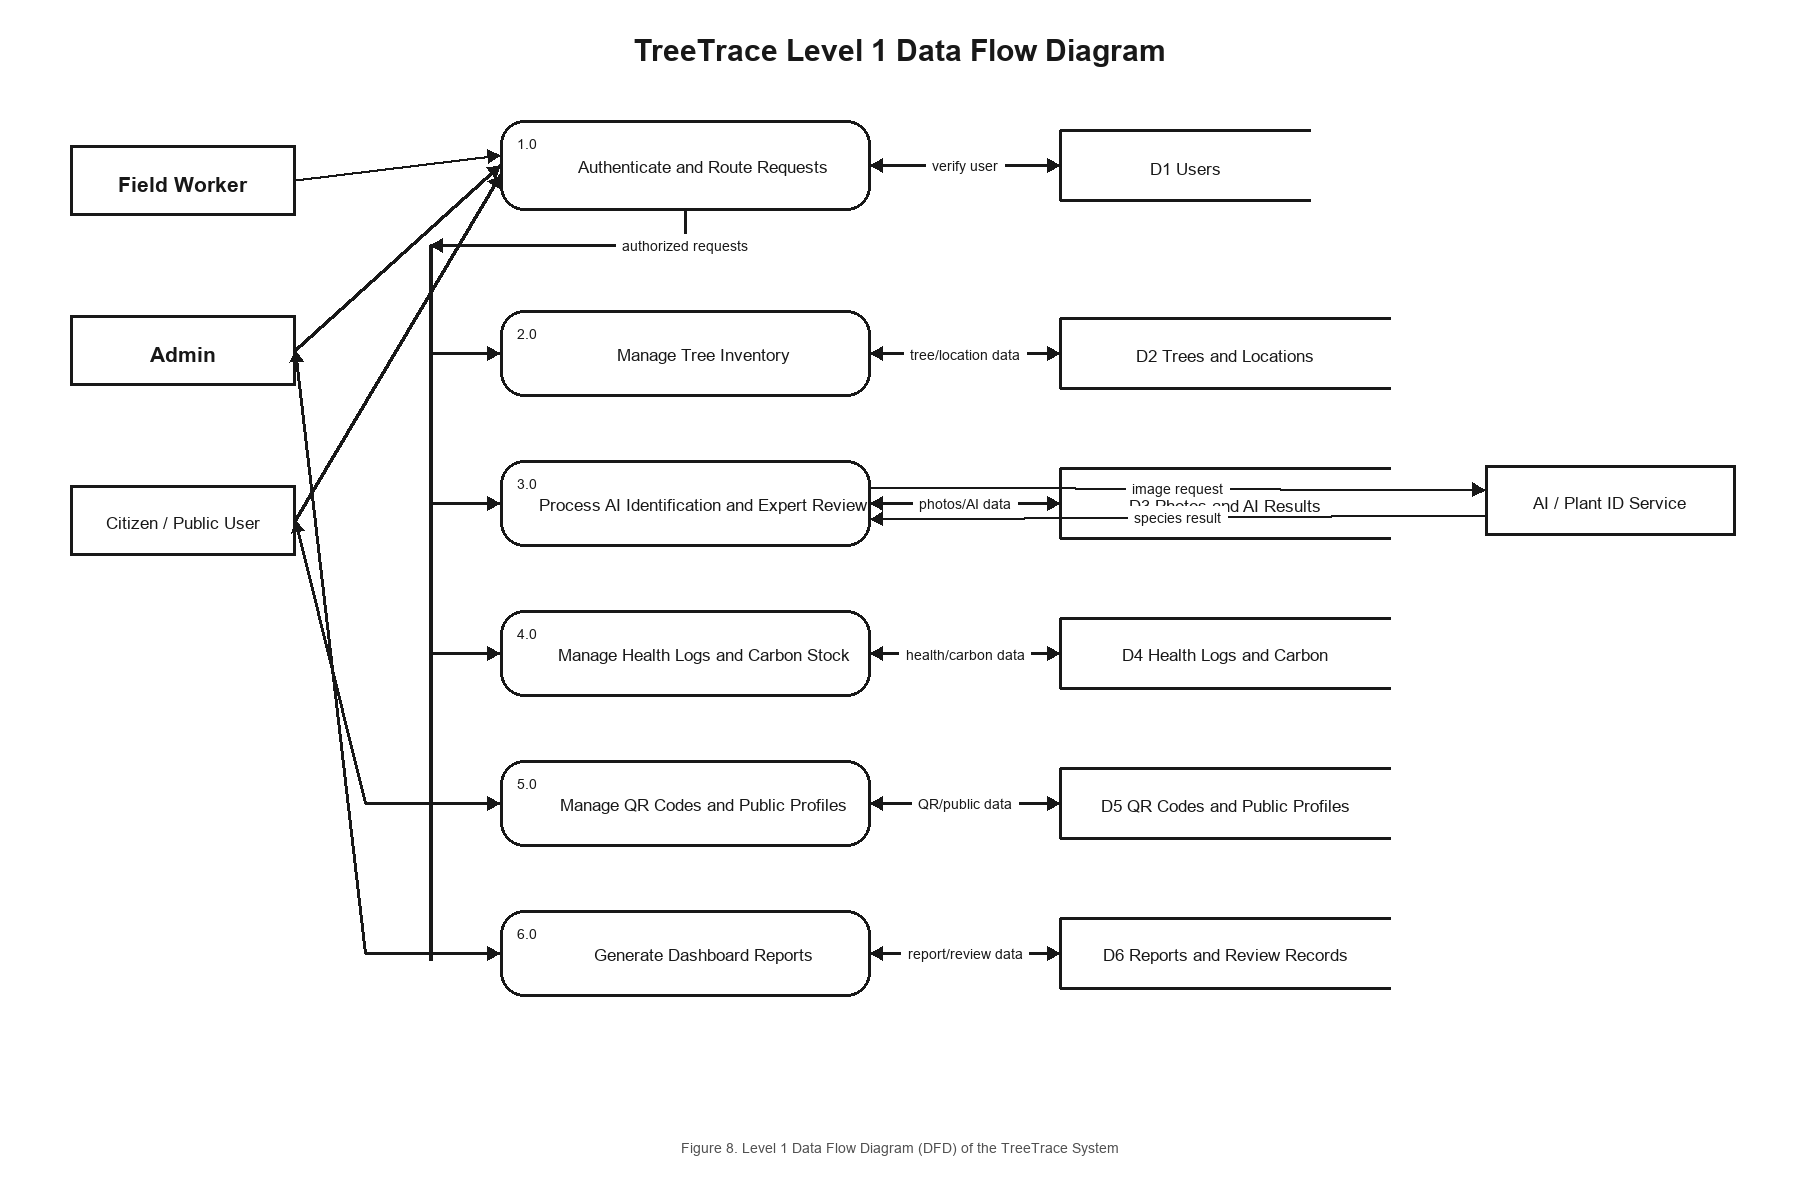 TreeTrace Level 1 Data Flow Diagram
Field Worker
1.0
Authenticate and Route Requests
verify user
D1 Users
authorized requests
Admin
2.0
Manage Tree Inventory
tree/location data
D2 Trees and Locations
Citizen / Public User
3.0
Process AI Identification and Expert Review
photos/AI data
image request
D3 Photos and AI Results
species result
AI / Plant ID Service
4.0
Manage Health Logs and Carbon Stock
health/carbon data
D4 Health Logs and Carbon
5.0
Manage QR Codes and Public Profiles
QR/public data
D5 QR Codes and Public Profiles
6.0
Generate Dashboard Reports
report/review data
D6 Reports and Review Records
Figure 8. Level 1 Data Flow Diagram (DFD) of the TreeTrace System